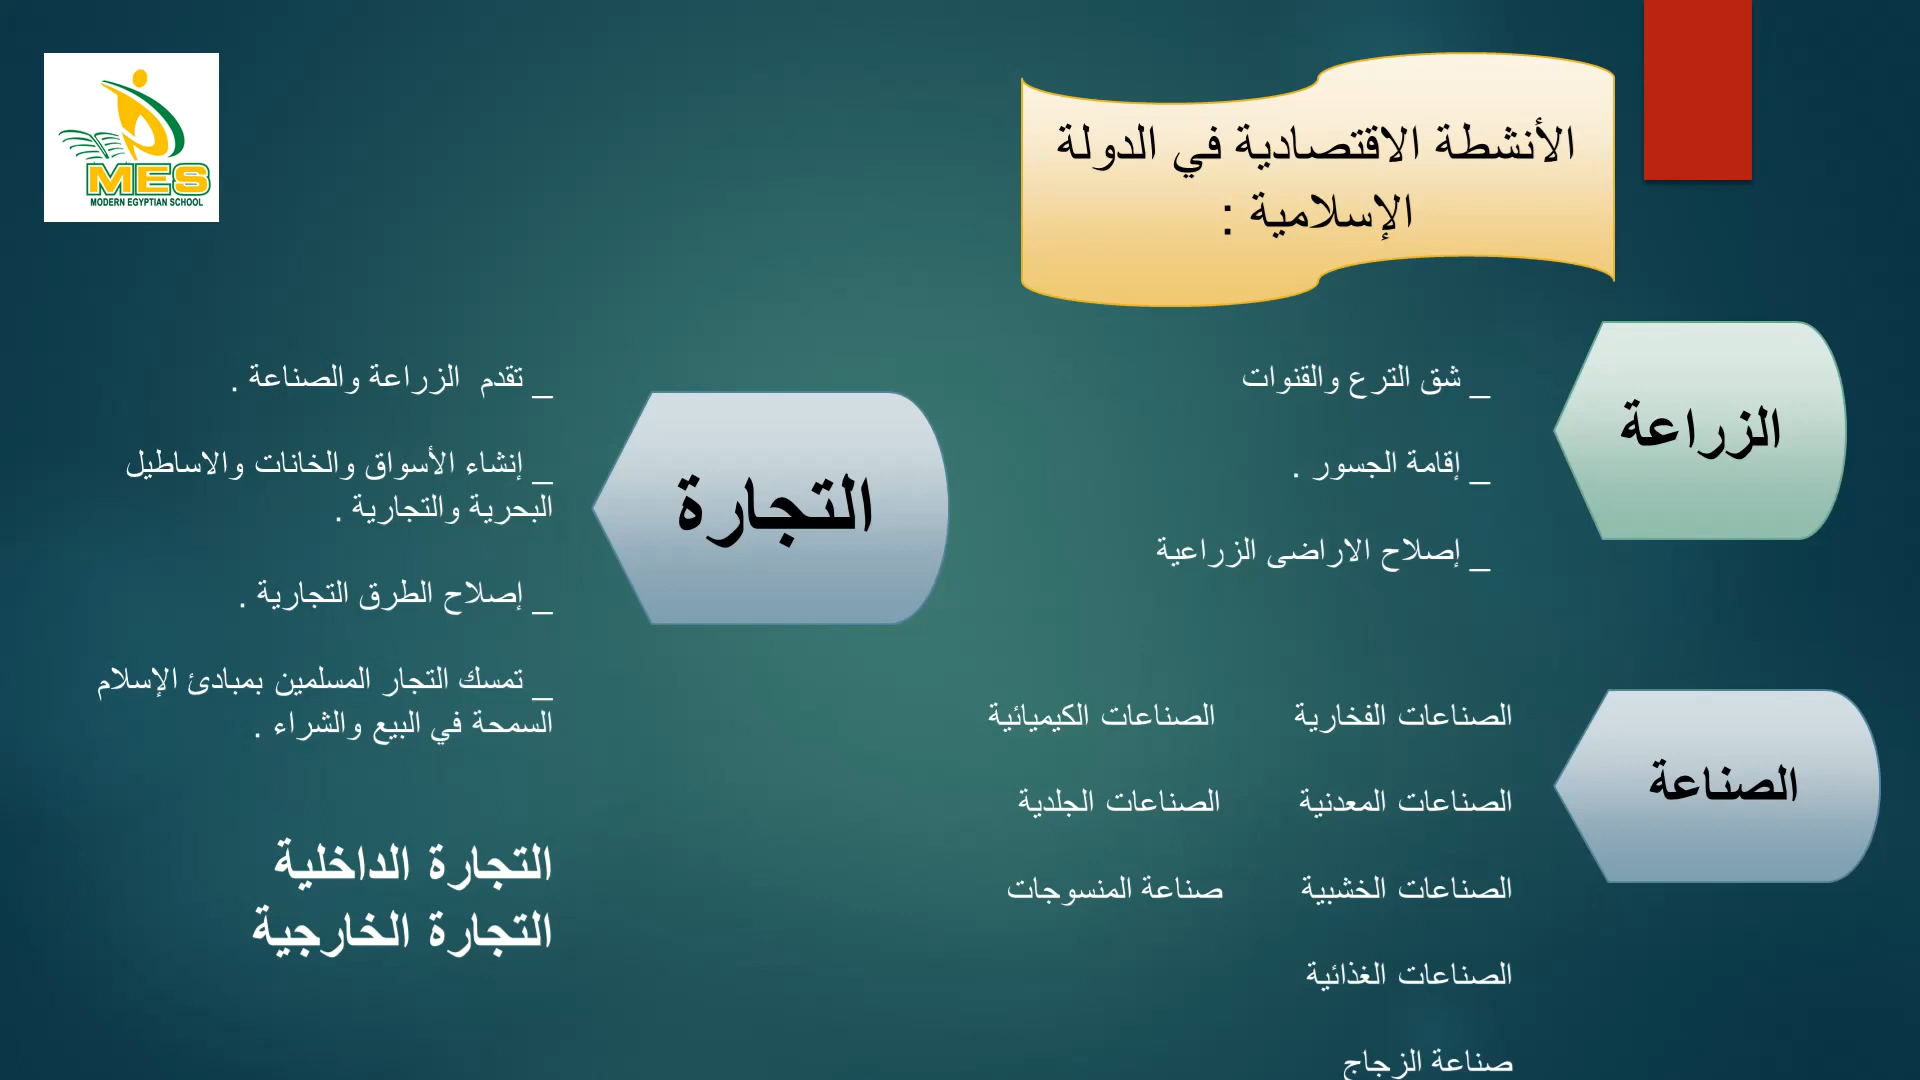 MES
MODERN EGYPTIAN SCHOOL
الأنشطة الاقتصادية في الدولة
الإسلامية :
الزراعة
_ شق الترع والقنوات
_ إقامة الجسور .
_ إصلاح الاراضى الزراعية
الصناعة
الصناعات الفخارية الصناعات الكيميائية
الصناعات المعدنية الصناعات الجلدية
الصناعات الخشبية صناعة المنسوجات
الصناعات الغذائية
صناعة الزجاج
التجارة
_ تقدم الزراعة والصناعة .
_ إنشاء الأسواق والخانات والاساطيل
البحرية والتجارية .
_ إصلاح الطرق التجارية .
_ تمسك التجار المسلمين بمبادئ الإسلام
السمحة في البيع والشراء .
التجارة الداخلية
التجارة الخارجية